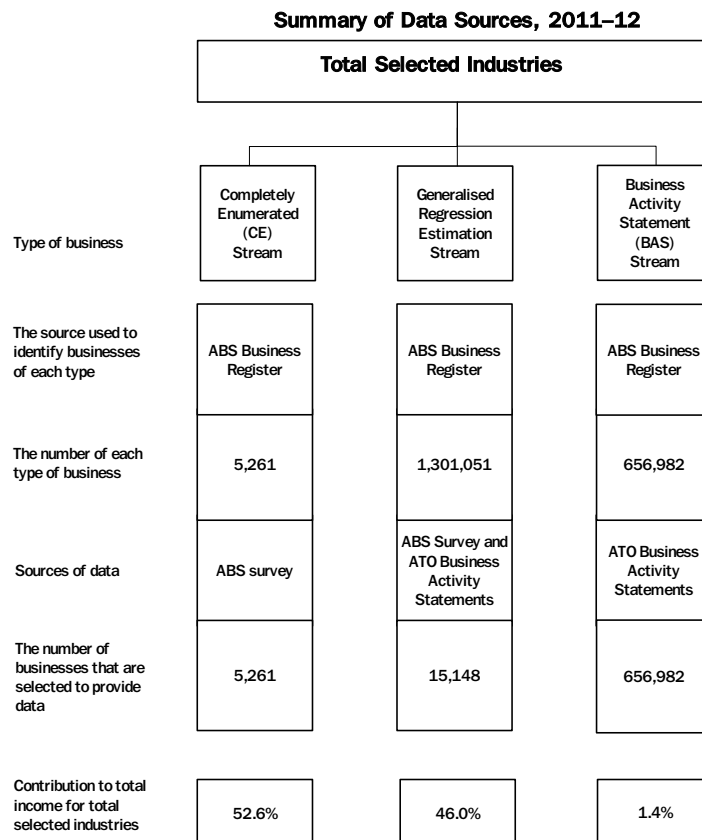 Summary of Data Sources, 2011–12
Total Selected Industries
Type of business
Completely
Enumerated
(CE)
Stream
Generalised
Regression
Estimation
Stream
Business
Activity
Statement
(BAS)
Stream
The source used to
identify businesses
of each type
ABS Business
Register
ABS Business
Register
ABS Business
Register
The number of each
type of business
5,261
1,301,051
656,982
Sources of data
ABS survey
ABS Survey and
ATO Business
Activity
Statements
ATO Business
Activity
Statements
The number of
businesses that are
selected to provide
data
5,261
15,148
656,982
Contribution to total
income for total
selected industries
52.6%
46.0%
1.4%